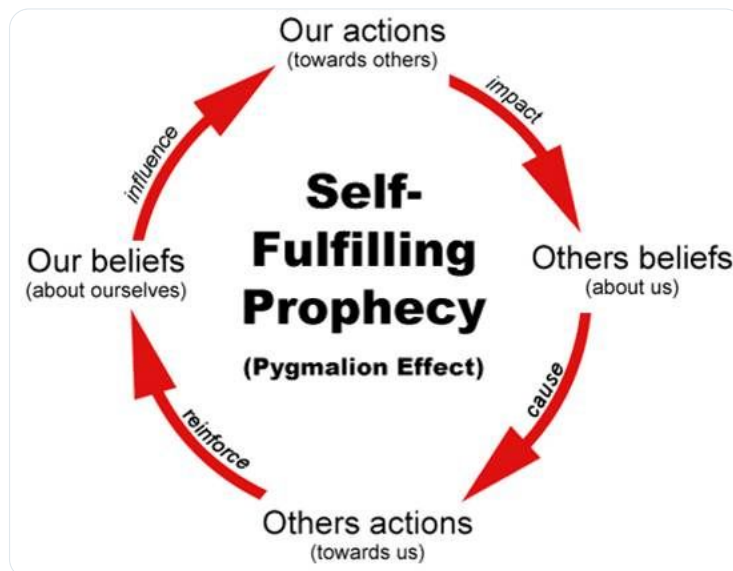 Our actions
(towards others)
impact
influence
Self-
Fulfilling
Prophecy
(Pygmalion Effect)
Our beliefs
(about ourselves)
Others beliefs
(about us)
cause
reinforce
Others actions
(towards us)